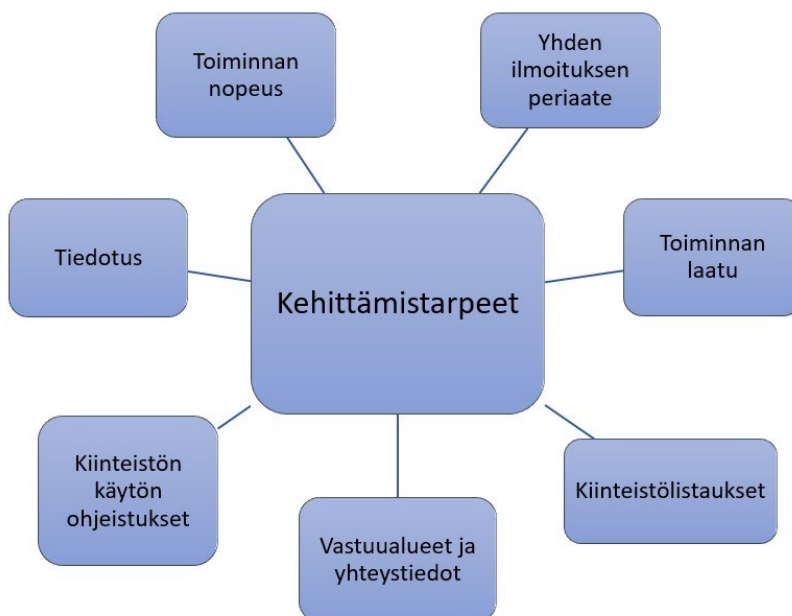 Toiminnan
nopeus
Yhden
ilmoituksen
periaate
Tiedotus
Kehittämistarpeet
Toiminnan
laatu
Kiinteistön
käytön
ohjeistukset
Vastuualueet ja
yhteystiedot
Kiinteistölistaukset